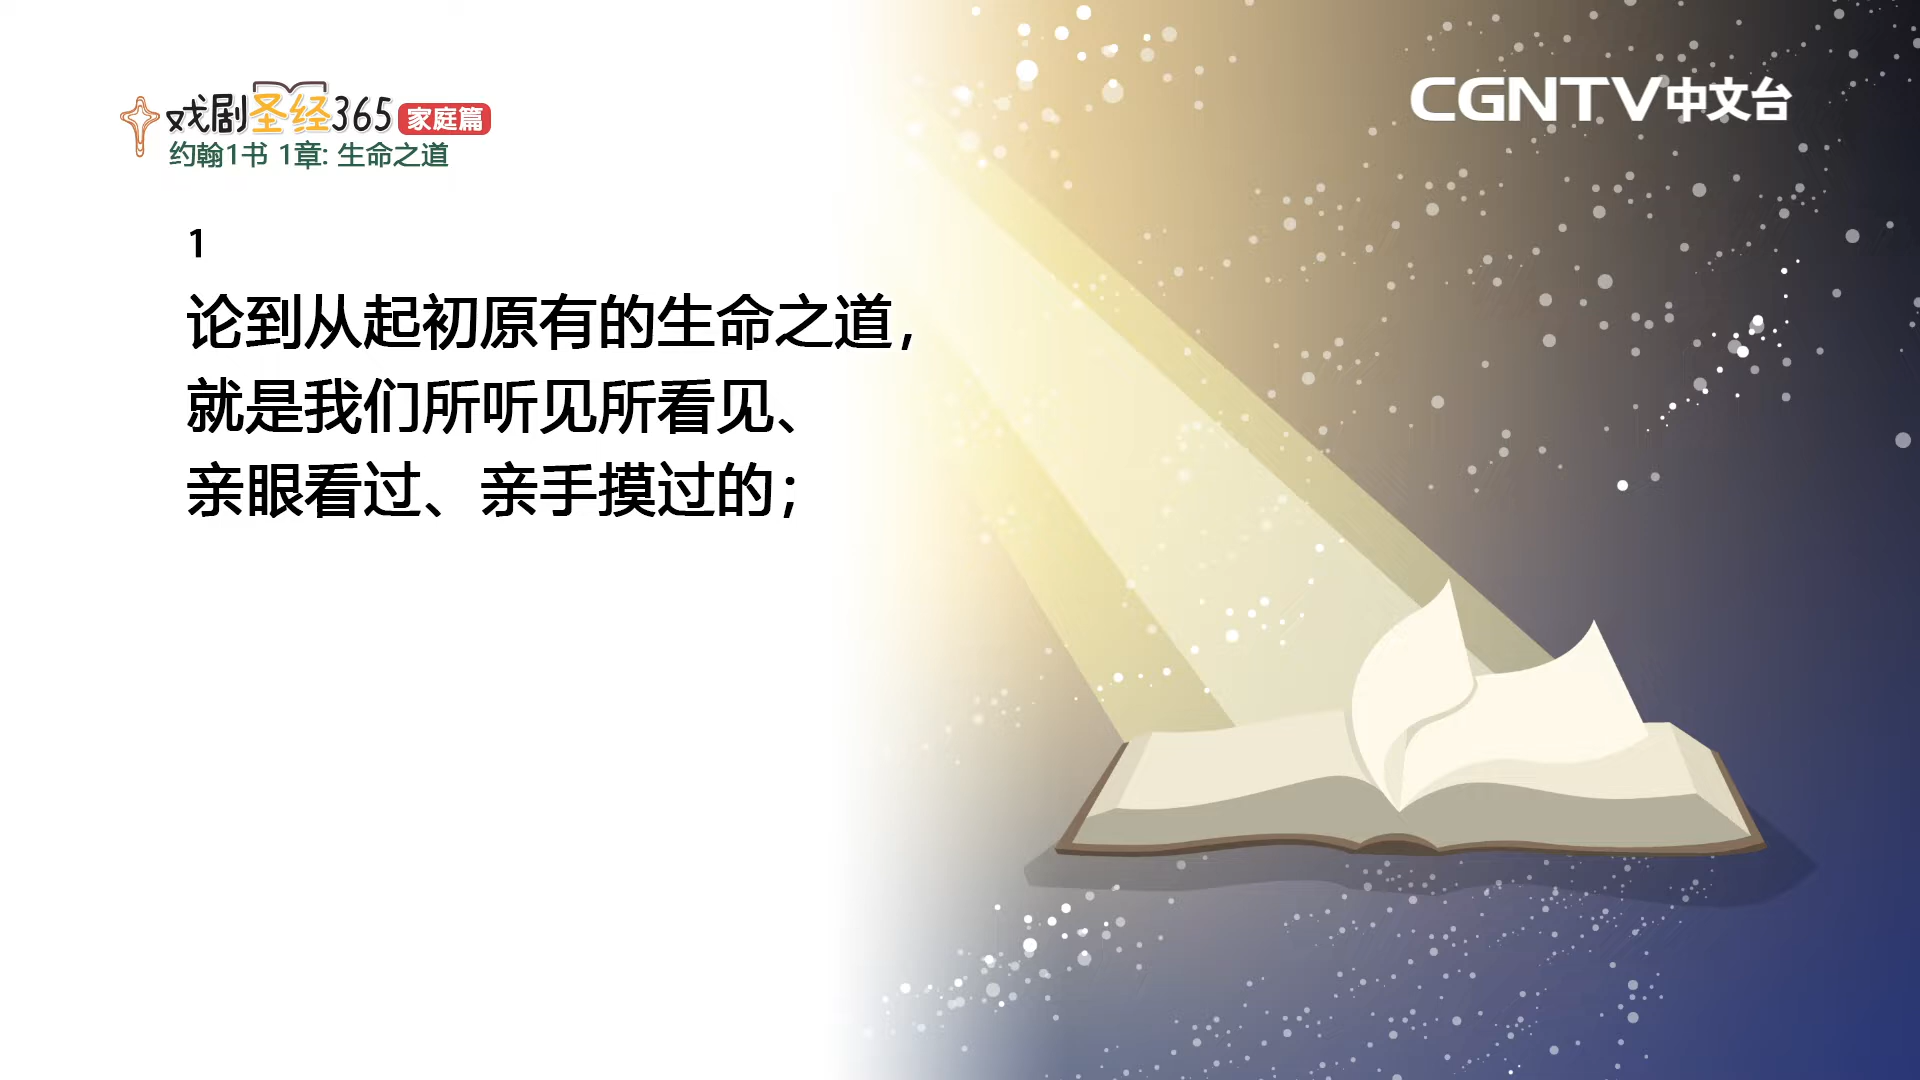 戏剧圣经365 家庭篇
约翰1书 1章: 生命之道
CGNTV中文台
1
论到从起初原有的生命之道，
就是我们所听见所看见、
亲眼看过、亲手摸过的；